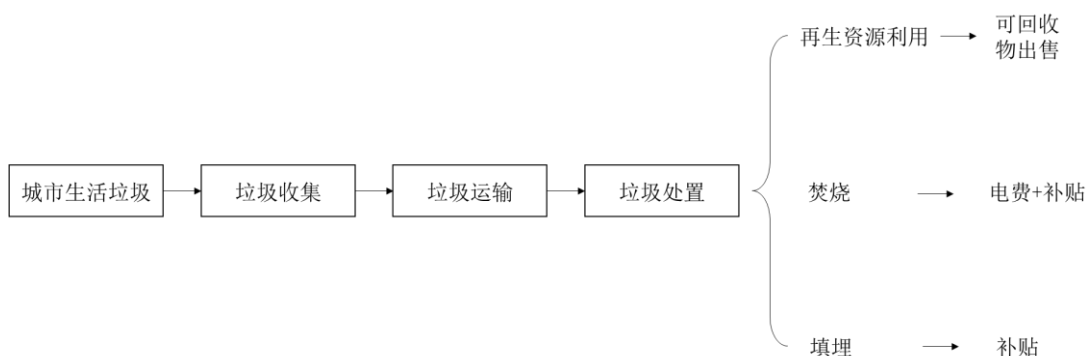 再生资源利用
可回收
物出售
城市生活垃圾
垃圾收集
垃圾运输
垃圾处置
焚烧
电费+补贴
填埋
补贴